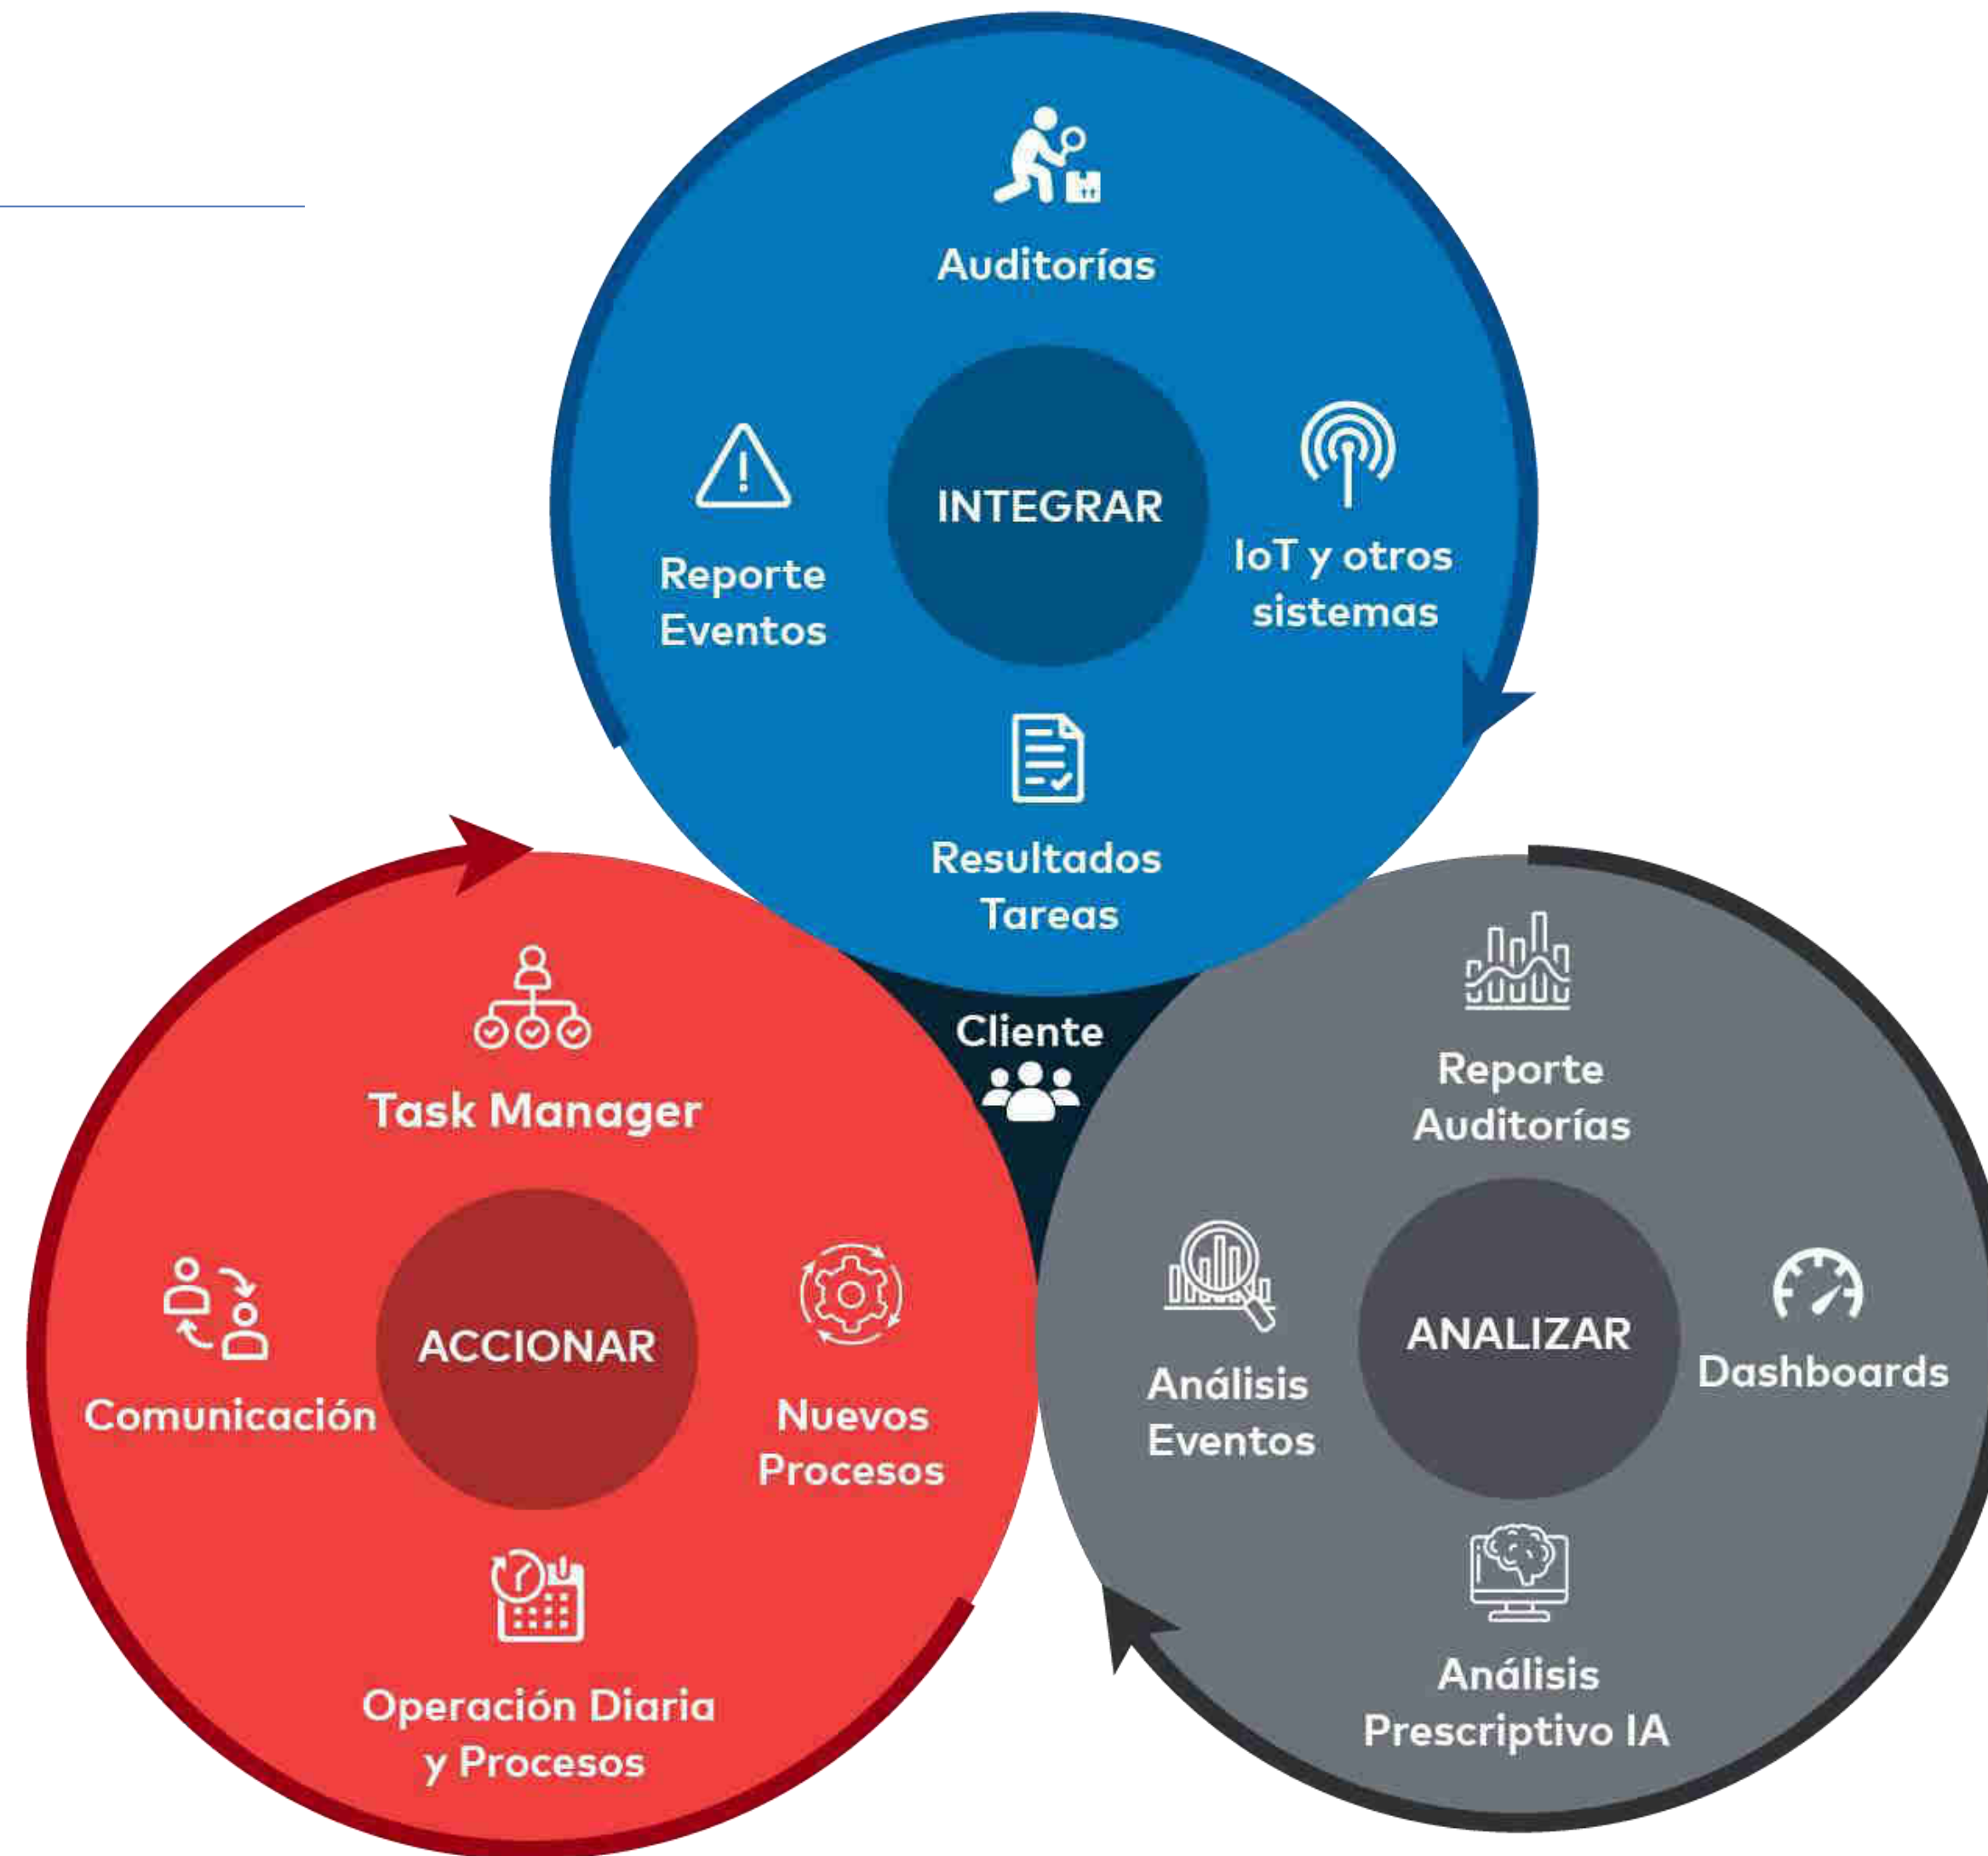 Auditorías
INTEGRAR
Reporte
Eventos
IoT y otros
sistemas
Resultados
Tareas
Cliente
Task Manager
ACCIONAR
Comunicación
Nuevos
Procesos
Operación Diaria
y Procesos
Reporte
Auditorías
ANALIZAR
Análisis
Eventos
Dashboards
Análisis
Prescriptivo IA